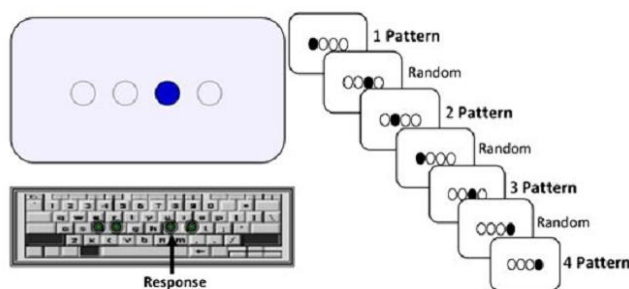 1 Pattern
Random
2 Pattern
Random
3 Pattern
Random
4 Pattern
Response